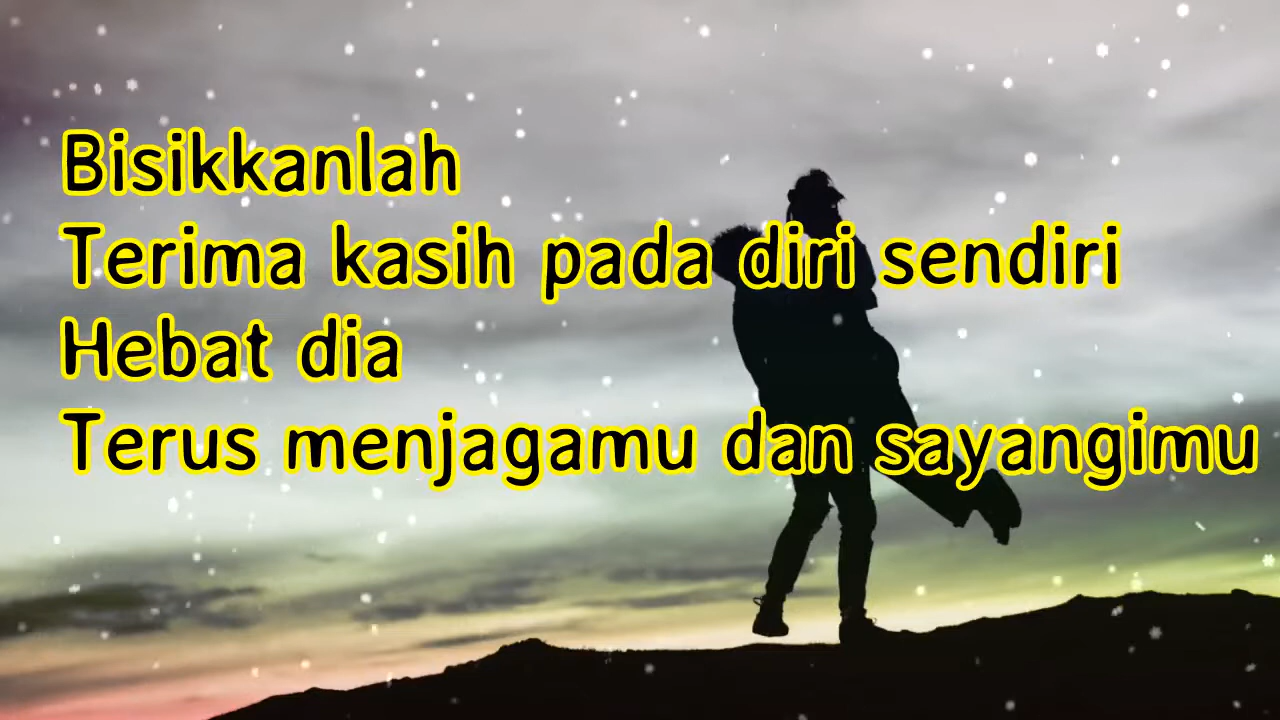 Bisikkanlah
Terima kasih pada diri sendiri
Hebat dia
Terus menjagamu dan sayangimu